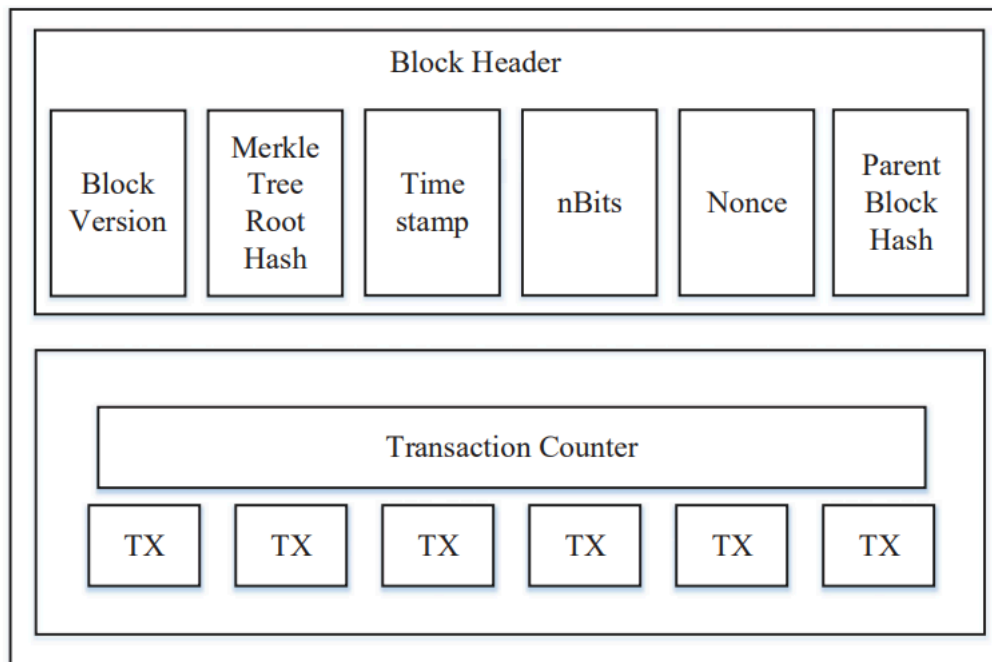 Block Header
Block
Version
Merkle
Tree
Root
Hash
Time
stamp
nBits
Nonce
Parent
Block
Hash
Transaction Counter
TX
TX
TX
TX
TX
TX